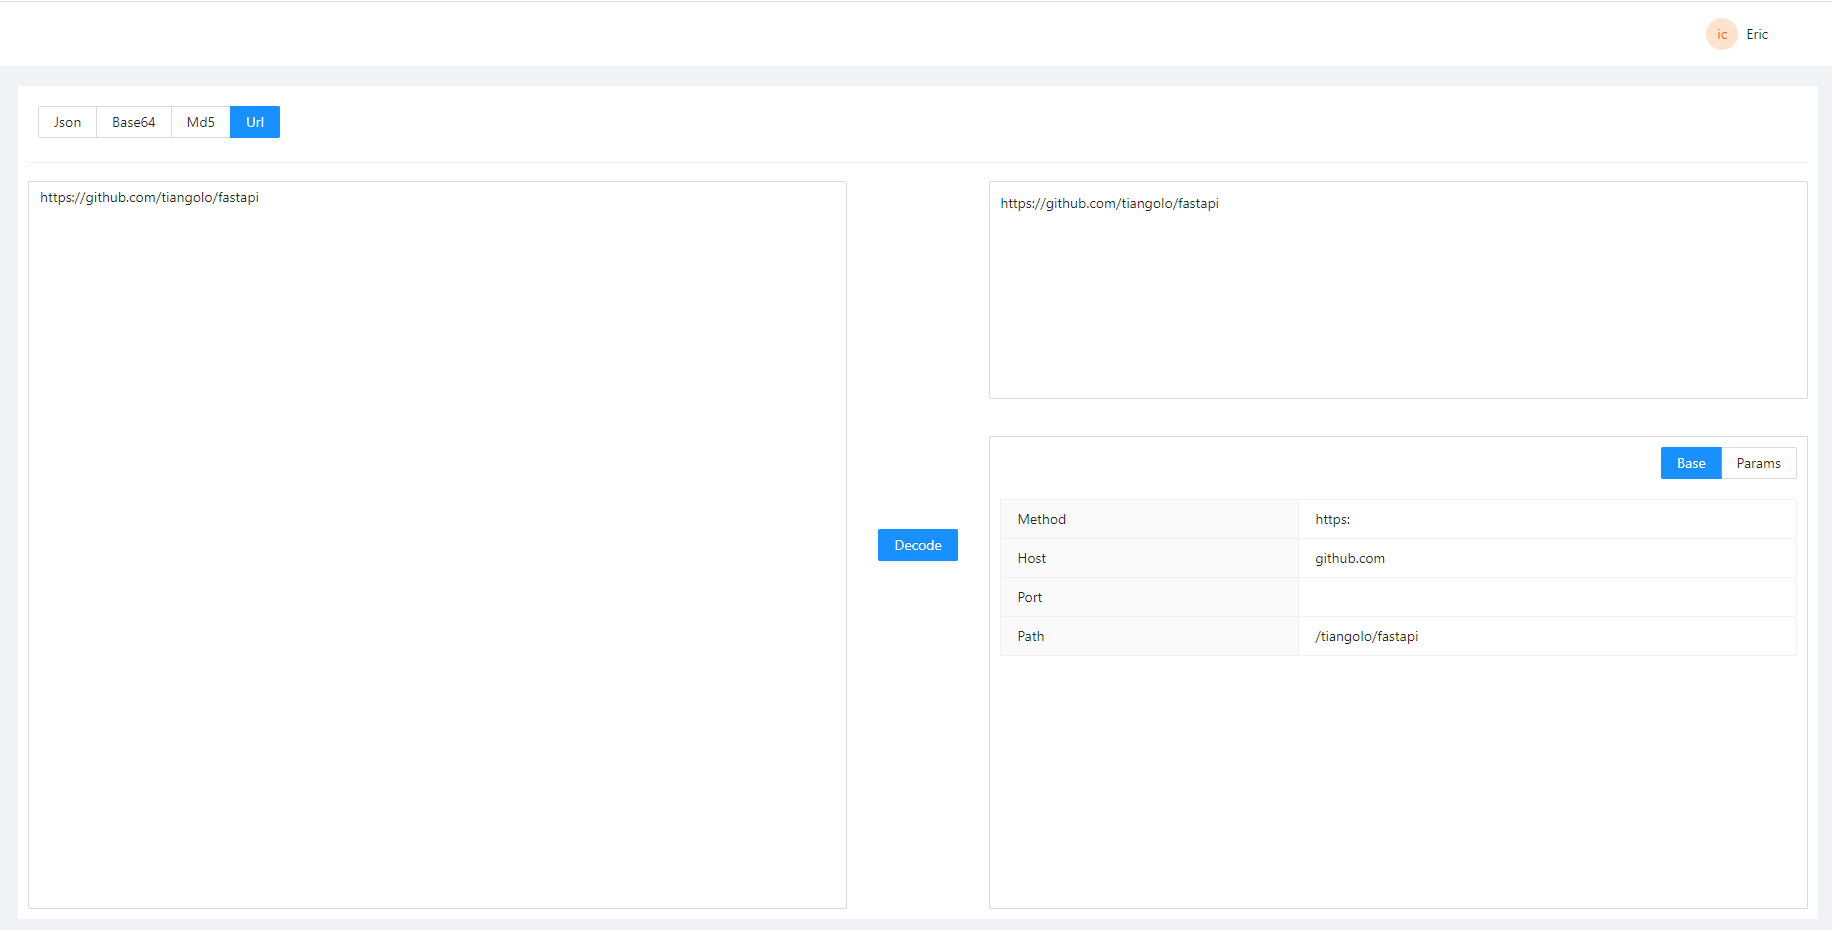 ic Eric
Json Base64 Md5 Url
https://github.com/tiangolo/fastapi
https://github.com/tiangolo/fastapi
Decode
Base Params
Method https:
Host github.com
Port
Path /tiangolo/fastapi